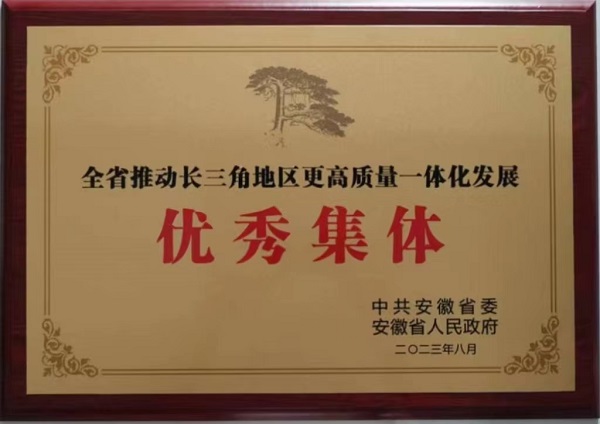 全省推动长三角地区更高质量一体化发展
优秀集体
中共安徽省委
安徽省人民政府
二〇二三年八月